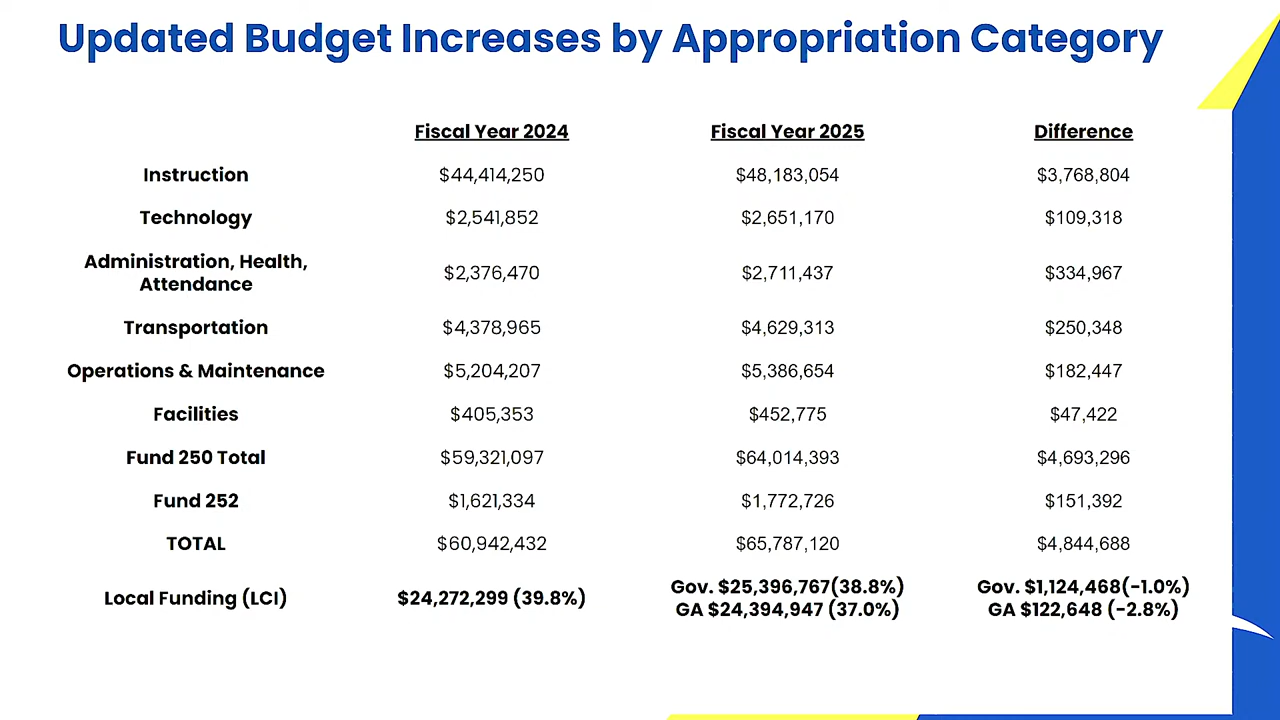 Updated Budget Increases by Appropriation Category
Fiscal Year 2024 Fiscal Year 2025 Difference
Instruction $44,414,250 $48,183,054 $3,768,804
Technology $2,541,852 $2,651,170 $109,318
Administration, Health,
Attendance $2,376,470 $2,711,437 $334,967
Transportation $4,378,965 $4,629,313 $250,348
Operations & Maintenance $5,204,207 $5,386,654 $182,447
Facilities $405,353 $452,775 $47,422
Fund 250 Total $59,321,097 $64,014,393 $4,693,296
Fund 252 $1,621,334 $1,772,726 $151,392
TOTAL $60,942,432 $65,787,120 $4,844,688
Local Funding (LCI) $24,272,299 (39.8%) Gov. $25,396,767(38.8%) Gov. $1,124,468(-1.0%)
GA $24,394,947 (37.0%) GA $122,648 (-2.8%)